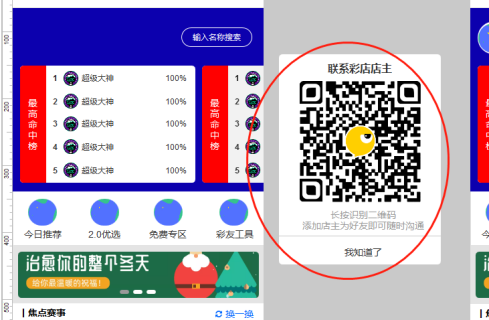 输入名称搜索
最高命中榜
1 超级大神 100%
2 超级大神 100%
3 超级大神 100%
4 超级大神 100%
5 超级大神 100%
最高命中榜
1
2
3
4
5
今日推荐
2.0优选
免费专区
彩友工具
治愈你的整个冬天
给你最温暖的祝福!
焦点赛事
换一换
联系彩店店主
长按识别二维码
添加店主为好友即可随时沟通
我知道了
100
200
300
400
500